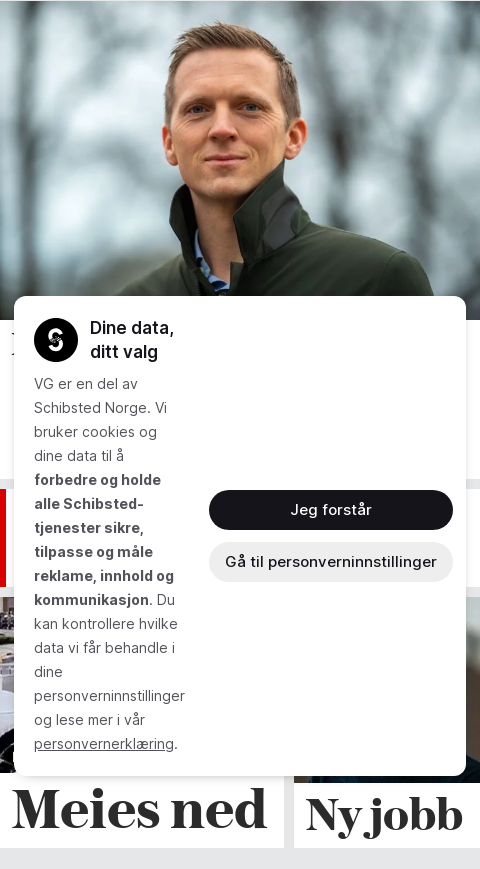 Dine data,
ditt valg
VG er en del av
Schibsted Norge. Vi
bruker cookies og
dine data til å
forbedre og holde
alle Schibsted-
tjenester sikre,
tilpasse og måle
reklame, innhold og
kommunikasjon. Du
kan kontrollere hvilke
data vi får behandle i
dine
personverninnstillinger
og lese mer i vår
personvernerklæring.
Jeg forstår
Gå til personverninnstillinger
Meies ned
Ny jobb